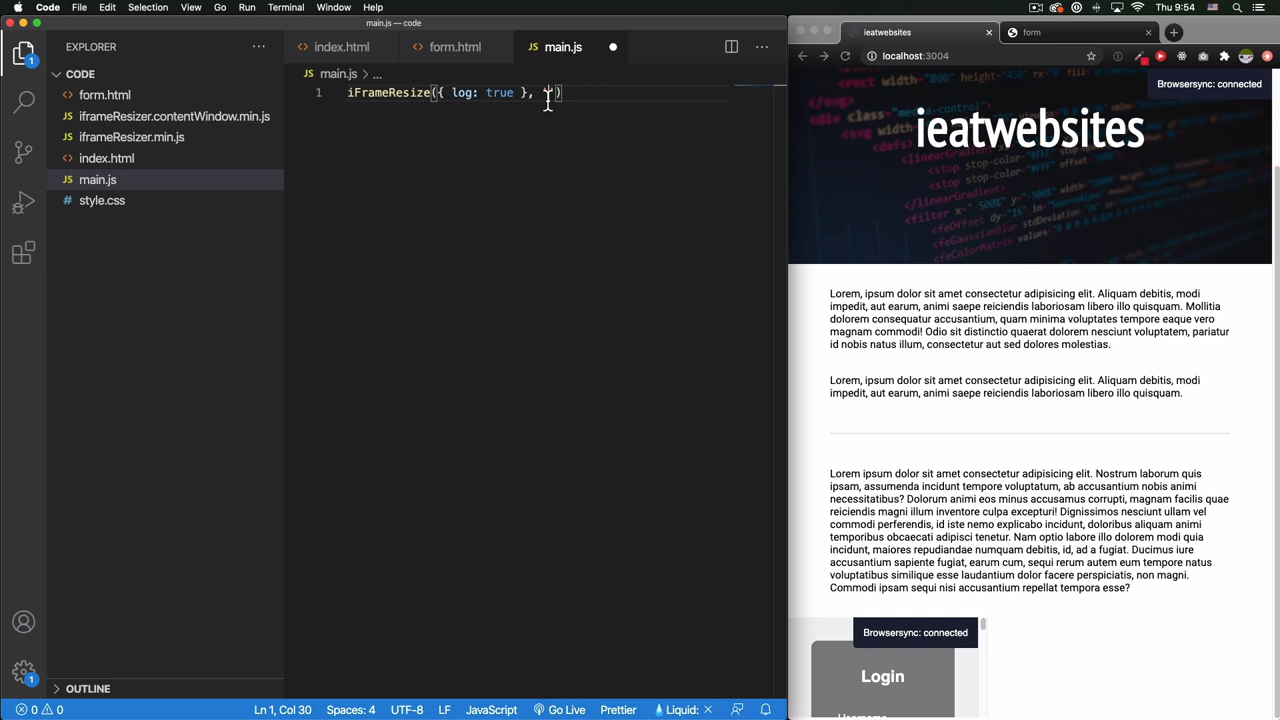 Code File Edit Selection View Go Run Terminal Window Help
Thu 9:54
main.js — code
EXPLORER
CODE
form.html
iframeResizer.contentWindow.min.js
iframeResizer.min.js
index.html
main.js
style.css
OUTLINE
index.html
form.html
main.js
main.js > ...
1 iFrameResize({ log: true }, '')
0 0
Ln 1, Col 30
Spaces: 4
UTF-8
LF
JavaScript
Go Live
Prettier
Liquid:
ieatwebsites
form
localhost:3004
Browsersync: connected
ieatwebsites
Lorem, ipsum dolor sit amet consectetur adipisicing elit. Aliquam debitis, modi
impedit, aut earum, animi saepe reiciendis laboriosam libero illo quisquam. Mollitia
dolorem consequatur accusantium, quam minima voluptates tempore eaque vero
magnam commodi! Odio sit distinctio quaerat dolorem nesciunt voluptatem, pariatur
id nobis natus illum, consectetur aut sed dolores molestias.
Lorem, ipsum dolor sit amet consectetur adipisicing elit. Aliquam debitis, modi
impedit, aut earum, animi saepe reiciendis laboriosam libero illo quisquam.
Lorem ipsum dolor sit amet consectetur adipisicing elit. Nostrum laborum quis
ipsam, assumenda incidunt tempore voluptatum, ab accusantium nobis animi
necessitatibus? Dolorum animi eos minus accusamus corrupti, magnam facilis quae
reiciendis magni illum inventore culpa excepturi! Dignissimos nesciunt ullam vel
commodi perferendis, id iste nemo explicabo incidunt, doloribus aliquam animi
temporibus obcaecati adipisci tenetur. Nam optio labore illo dolorem modi quia
incidunt, maiores repudiandae numquam debitis, id, ad a fugiat. Ducimus iure
accusantium sapiente fugiat, earum cum, sequi rerum autem eum tempore natus
voluptatibus similique esse laudantium dolor facere perspiciatis, non magni.
Commodi ipsam sequi nisi accusantium repellat tempora esse?
Browsersync: connected
Login
Username